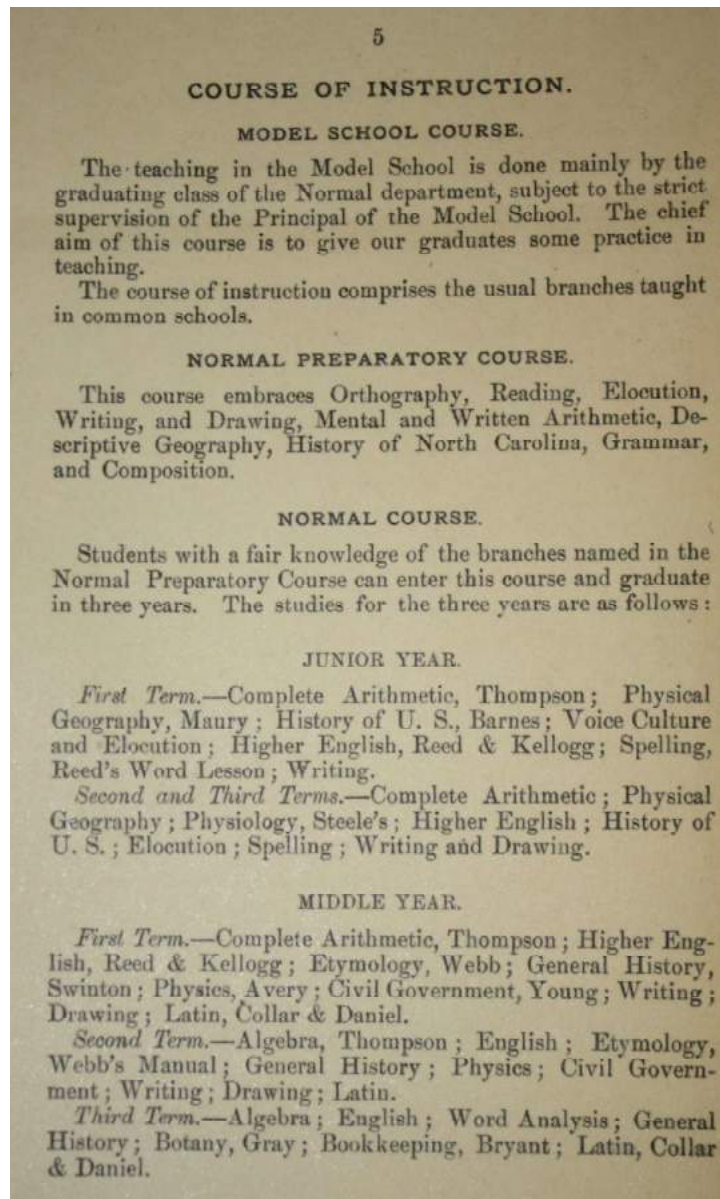 5
COURSE OF INSTRUCTION.
MODEL SCHOOL COURSE.
The teaching in the Model School is done mainly by the
graduating class of the Normal department, subject to the strict
supervision of the Principal of the Model School. The chief
aim of this course is to give our graduates some practice in
teaching.
The course of instruction comprises the usual branches taught
in common schools.
NORMAL PREPARATORY COURSE.
This course embraces Orthography, Reading, Elocution,
Writing, and Drawing, Mental and Written Arithmetic, De-
scriptive Geography, History of North Carolina, Grammar,
and Composition.
NORMAL COURSE.
Students with a fair knowledge of the branches named in the
Normal Preparatory Course can enter this course and graduate
in three years. The studies for the three years are as follows :
JUNIOR YEAR.
First Term.—Complete Arithmetic, Thompson ; Physical
Geography, Maury ; History of U. S., Barnes ; Voice Culture
and Elocution ; Higher English, Reed & Kellogg ; Spelling,
Reed's Word Lesson ; Writing.
Second and Third Terms.—Complete Arithmetic ; Physical
Geography ; Physiology, Steele's ; Higher English ; History of
U. S. ; Elocution ; Spelling ; Writing and Drawing.
MIDDLE YEAR.
First Term.—Complete Arithmetic, Thompson ; Higher Eng-
lish, Reed & Kellogg ; Etymology, Webb ; General History,
Swinton ; Physics, Avery ; Civil Government, Young ; Writing ;
Drawing ; Latin, Collar & Daniel.
Second Term.—Algebra, Thompson ; English ; Etymology,
Webb's Manual ; General History ; Physics ; Civil Govern-
ment ; Writing ; Drawing ; Latin.
Third Term.—Algebra ; English ; Word Analysis ; General
History ; Botany, Gray ; Bookkeeping, Bryant ; Latin, Collar
& Daniel.